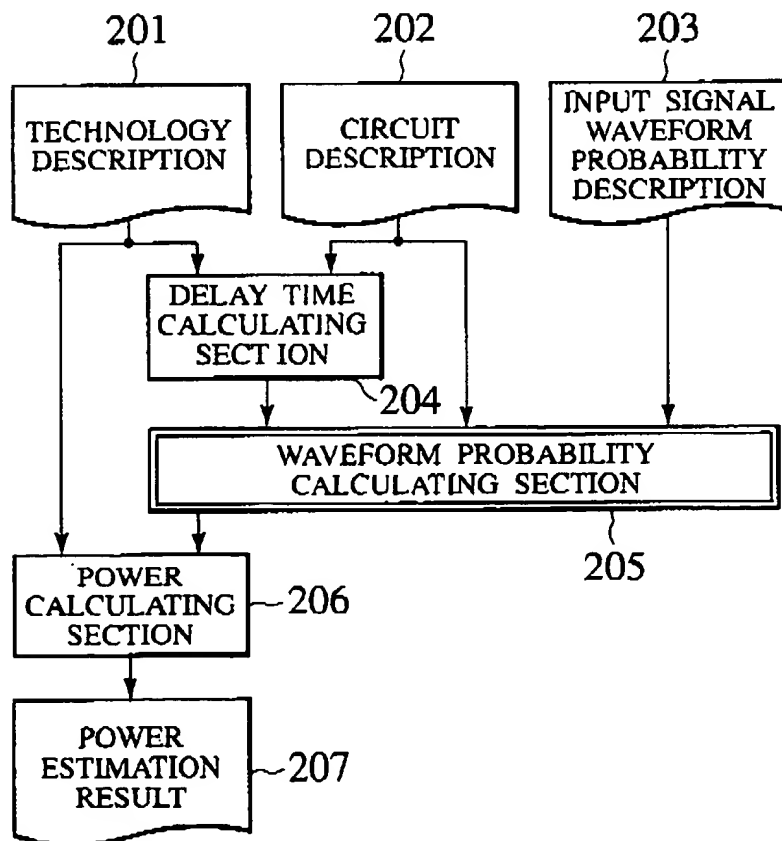 201
202
203
TECHNOLOGY
DESCRIPTION
CIRCUIT
DESCRIPTION
INPUT SIGNAL
WAVEFORM
PROBABILITY
DESCRIPTION
DELAY TIME
CALCULATING
SECT ION
204
WAVEFORM PROBABILITY
CALCULATING SECTION
205
POWER
CALCULATING
SECTION
206
POWER
ESTIMATION
RESULT
207